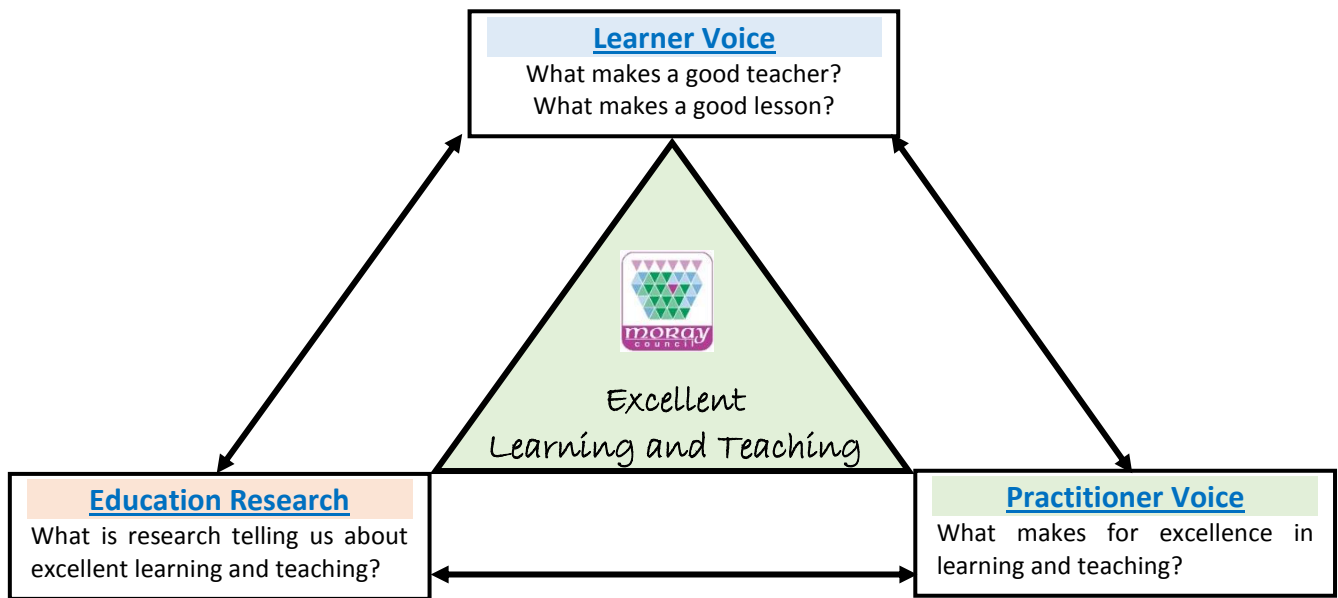 Learner Voice
What makes a good teacher?
What makes a good lesson?
moray
council
Excellent
Learning and Teaching
Education Research
What is research telling us about
excellent learning and teaching?
Practitioner Voice
What makes for excellence in
learning and teaching?